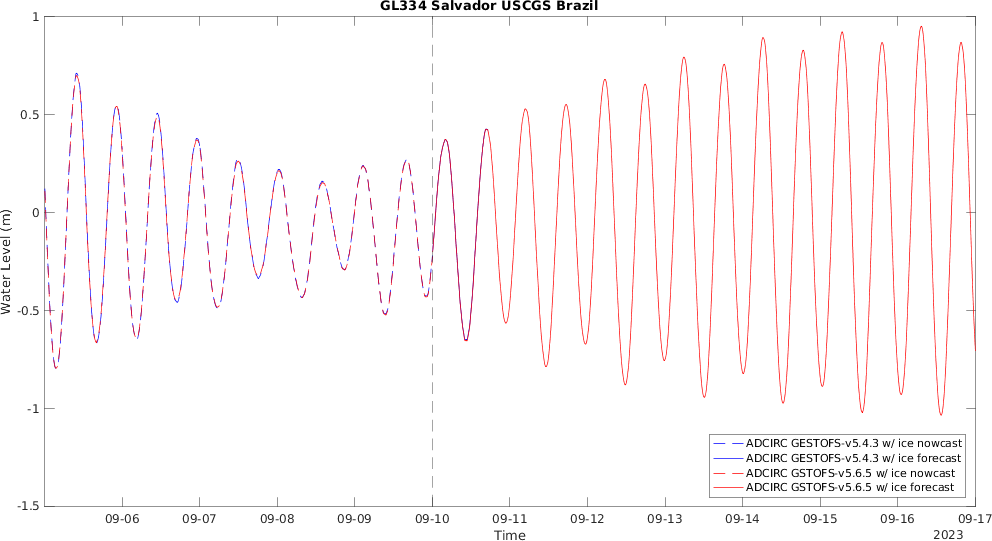 GL334 Salvador USCGS Brazil
Water Level (m)
1
0.5
0
-0.5
-1
-1.5
09-06 09-07 09-08 09-09 09-10 09-11 09-12 09-13 09-14 09-15 09-16 09-17
Time
2023
ADCIRC GESTOFS-v5.4.3 w/ ice nowcast
ADCIRC GESTOFS-v5.4.3 w/ ice forecast
ADCIRC GSTOFS-v5.6.5 w/ ice nowcast
ADCIRC GSTOFS-v5.6.5 w/ ice forecast